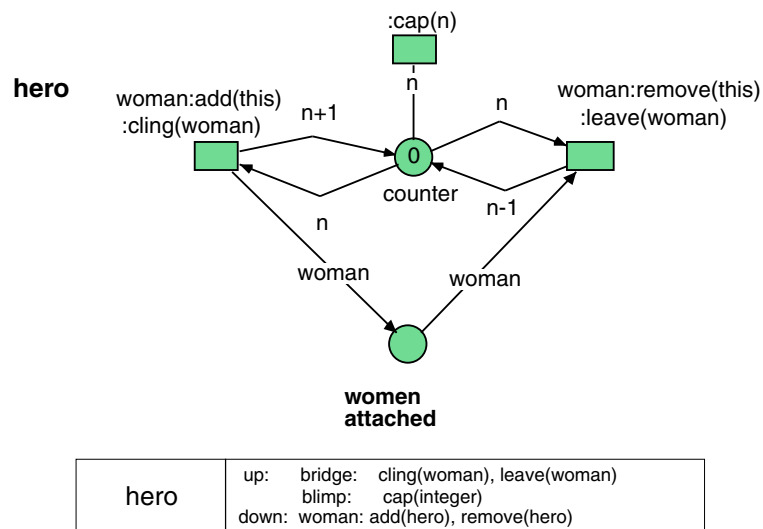 :cap(n)
n
hero
woman:add(this)
:cling(woman)
n+1
n
woman:remove(this)
:leave(woman)
0
counter
n
n-1
woman
woman
women
attached
hero
up: bridge: cling(woman), leave(woman)
blimp: cap(integer)
down: woman: add(hero), remove(hero)